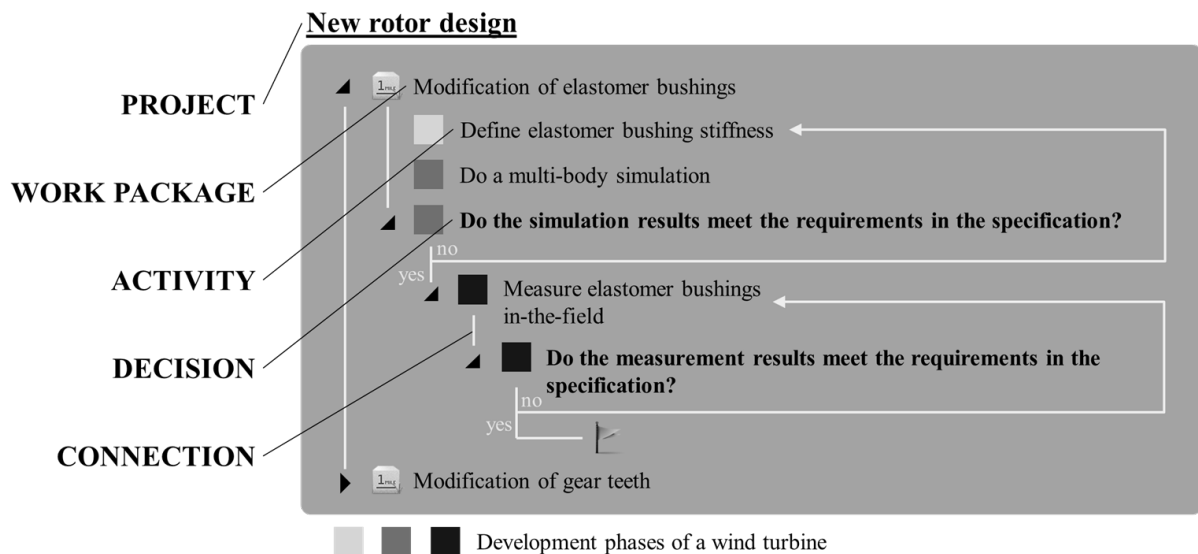 New rotor design
PROJECT
Modification of elastomer bushings
Define elastomer bushing stiffness
WORK PACKAGE
Do a multi-body simulation
Do the simulation results meet the requirements in the specification?
no
yes
ACTIVITY
Measure elastomer bushings
in-the-field
DECISION
Do the measurement results meet the requirements in the
specification?
no
yes
CONNECTION
Modification of gear teeth
Development phases of a wind turbine